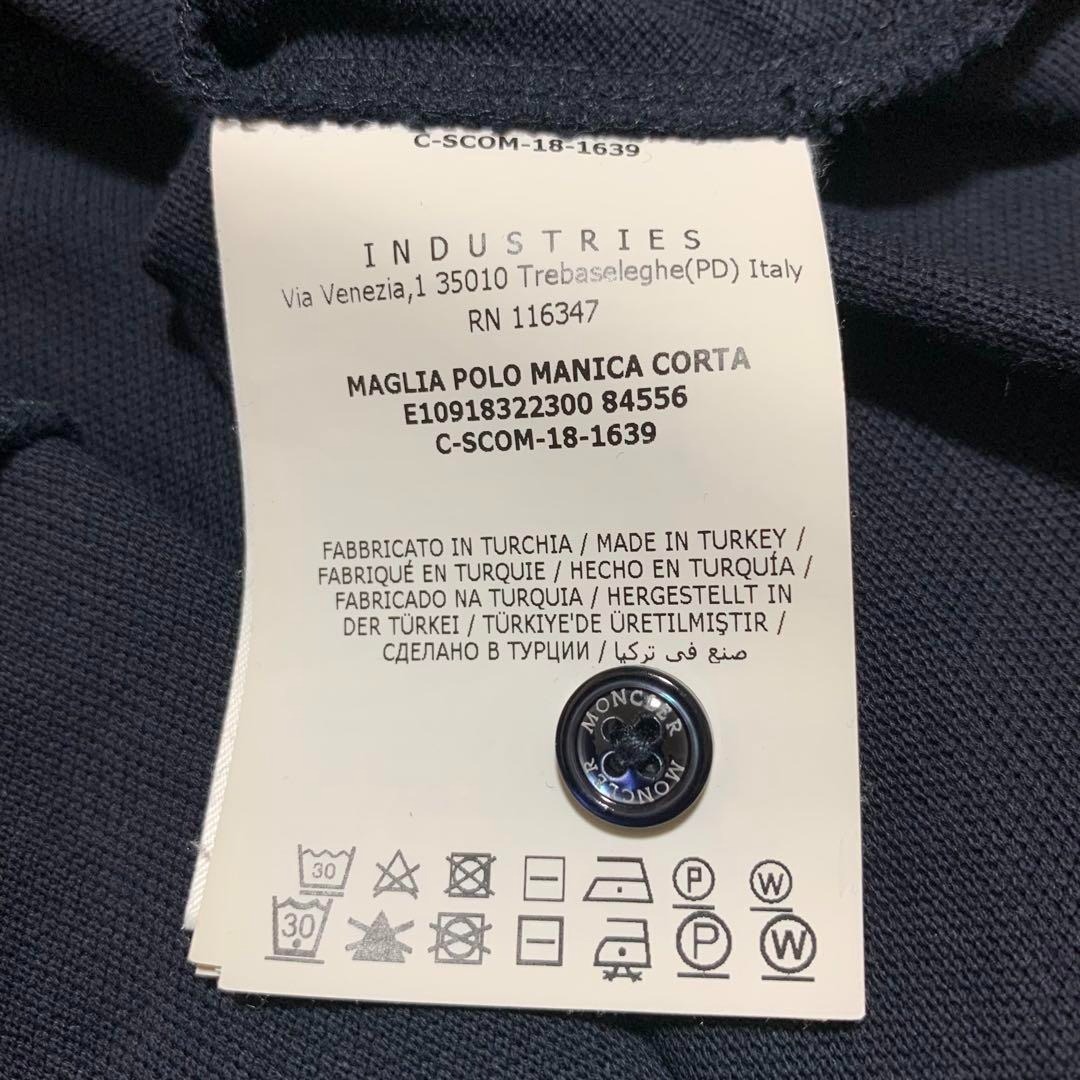 C-SCOM-18-1639
INDUSTRIES
Via Venezia,1 35010 Trebaseleghe(PD) Italy
RN 116347
MAGLIA POLO MANICA CORTA
E10918322300 84556
C-SCOM-18-1639
FABBRICATO IN TURCHIA / MADE IN TURKEY /
FABRIQUÉ EN TURQUIE / HECHO EN TURQUÍA /
FABRICADO NA TURQUIA / HERGESTELLT IN
DER TÜRKEI / TÜRKIYE'DE ÜRETILMIŞTIR /
СДЕЛАНО В ТУРЦИИ / صنع في تركيا
MONCLER
MONCLER
30 P W
30 P W